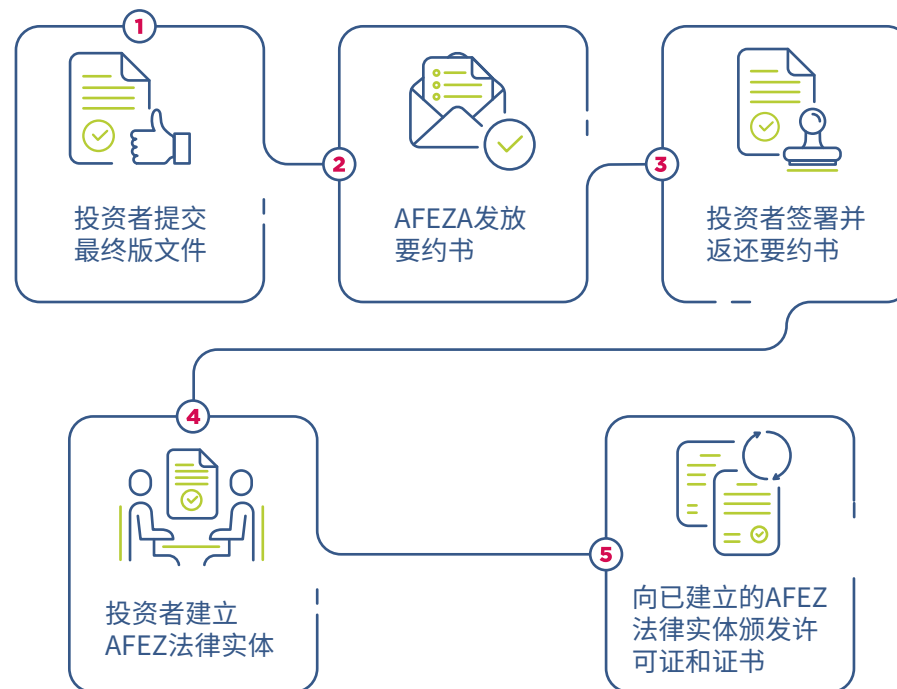 1
投资者提交
最终版文件
2
AFEZA发放
要约书
3
投资者签署并
返还要约书
4
投资者建立
AFEZ法律实体
5
向已建立的AFEZ
法律实体颁发许
可证和证书